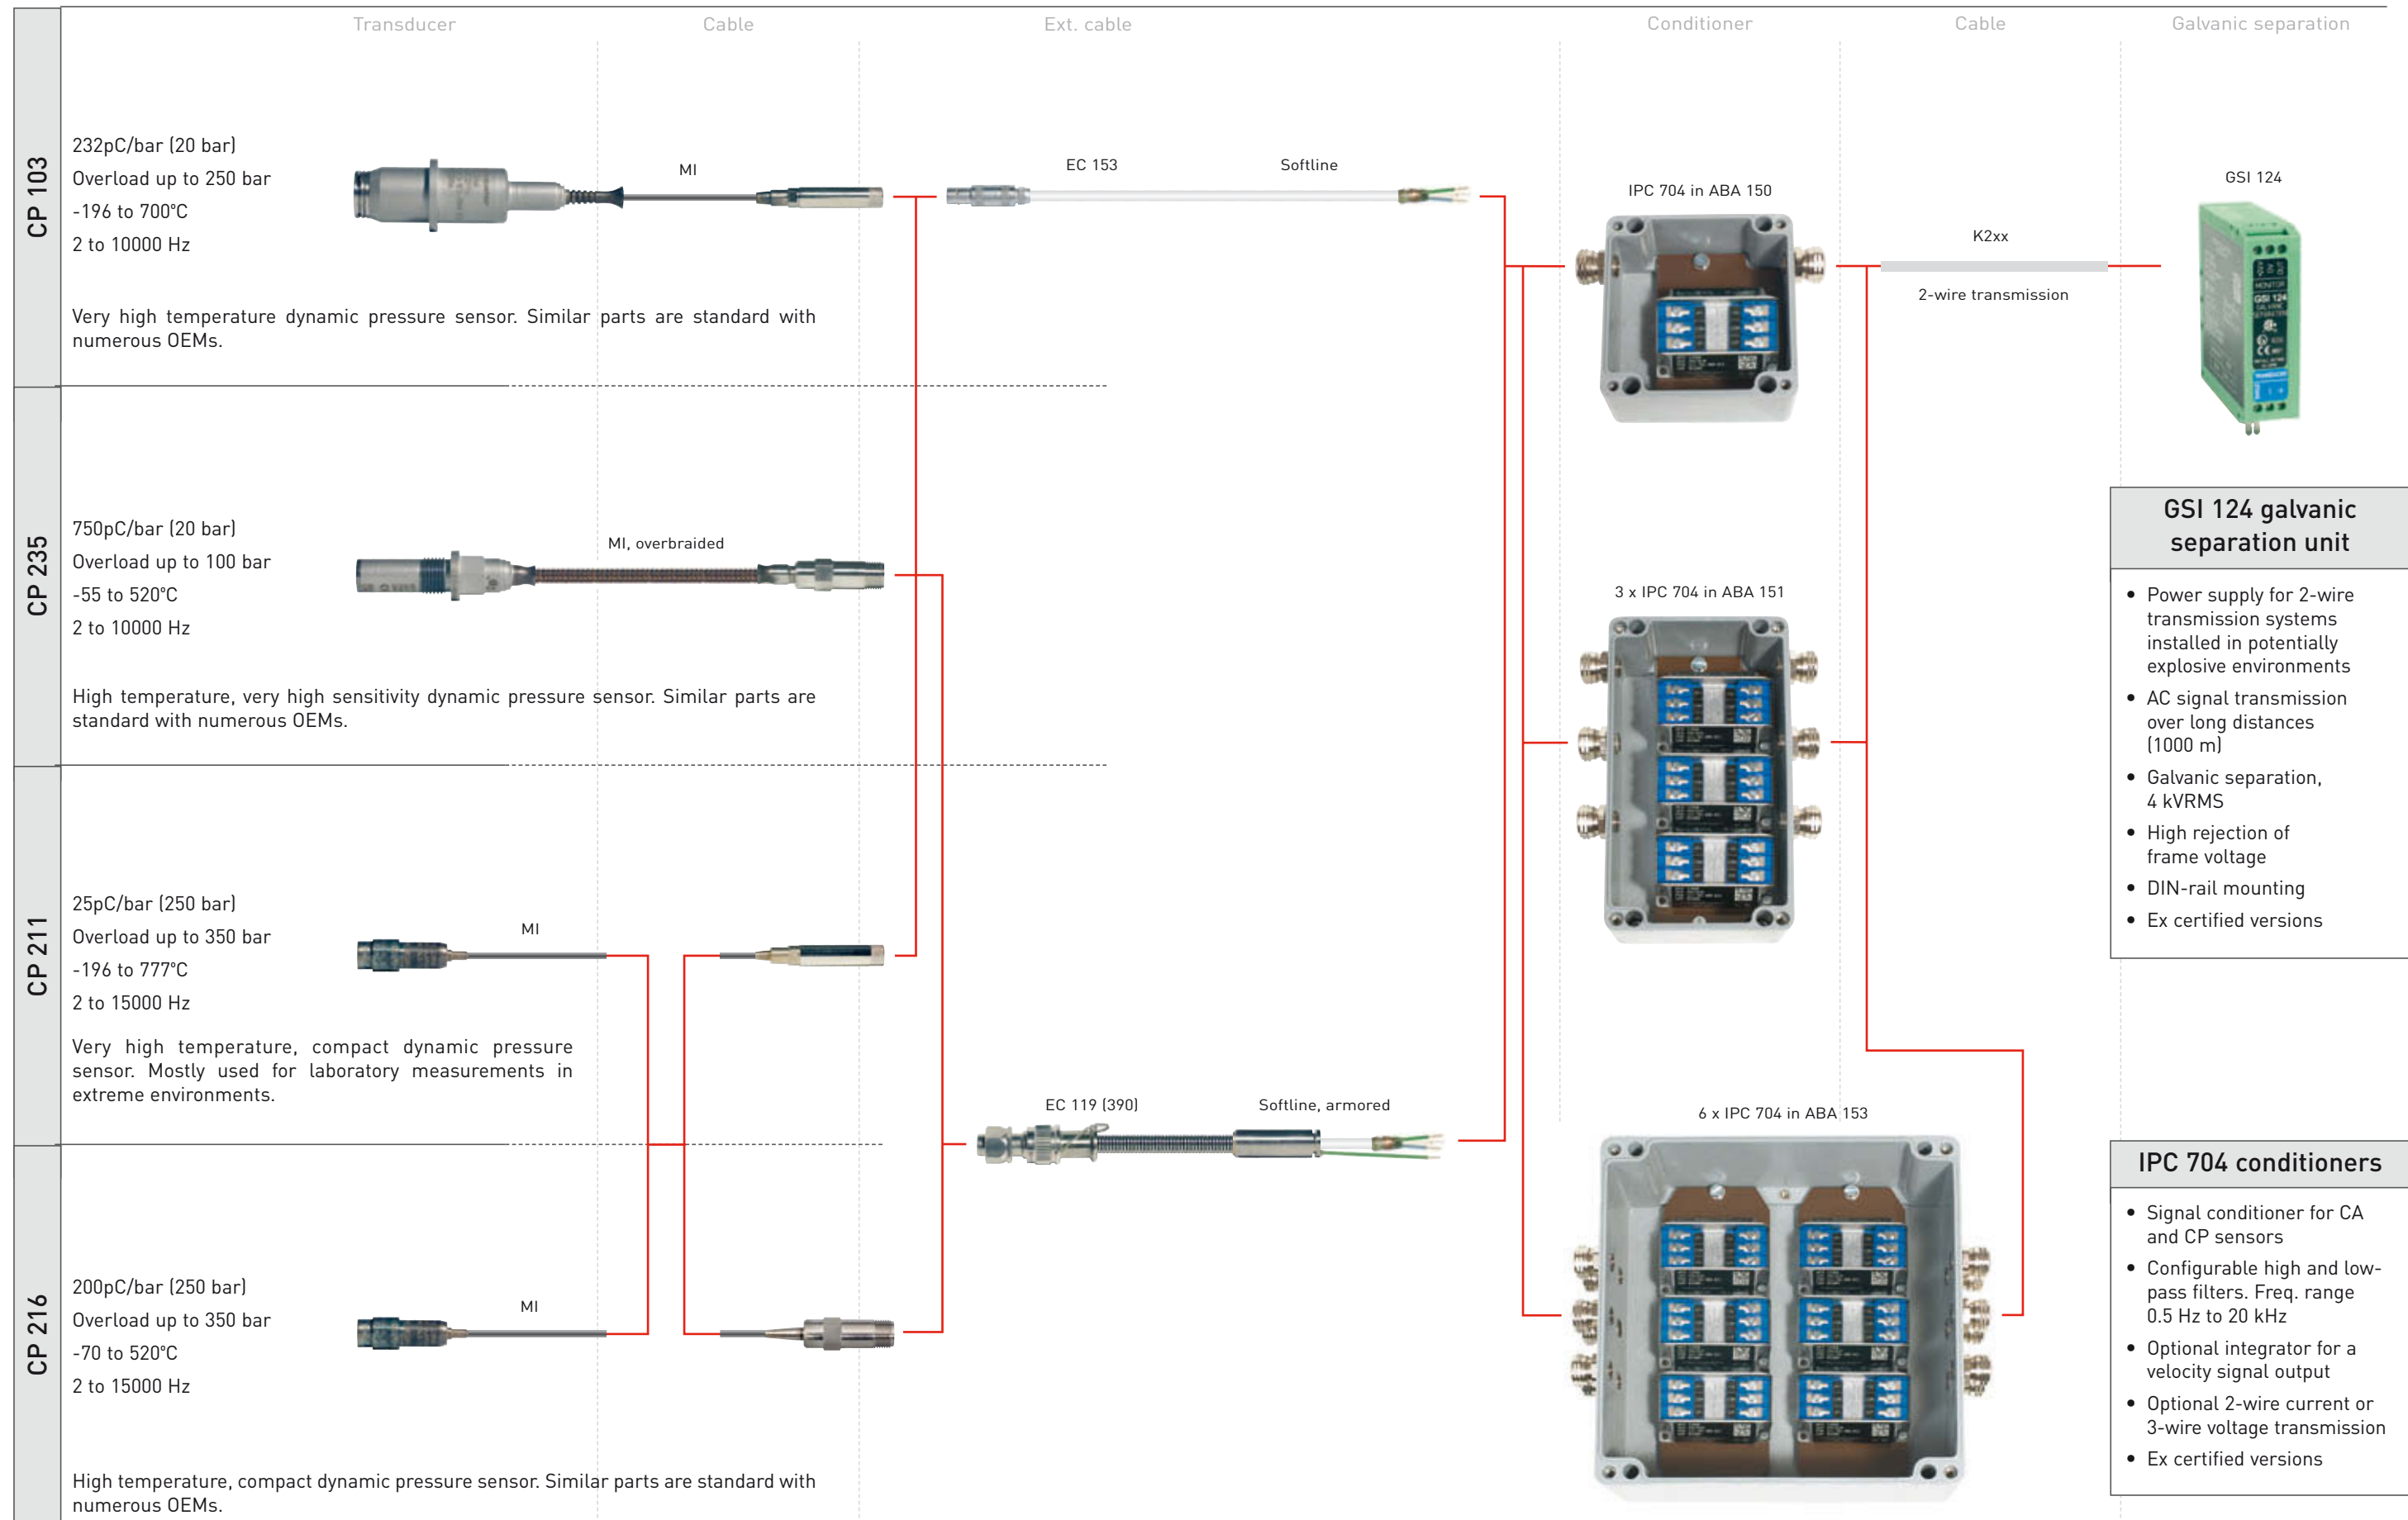 Transducer
Cable
Ext. cable
Conditioner
Cable
Galvanic separation
CP 103
232pC/bar (20 bar)
Overload up to 250 bar
-196 to 700°C
2 to 10000 Hz
MI
EC 153
Softline
IPC 704 in ABA 150
K2xx
2-wire transmission
GSI 124
Very high temperature dynamic pressure sensor. Similar parts are standard with
numerous OEMs.
MONITOR
GSI 124
GALVANIC
SEPARATION
CP 235
750pC/bar (20 bar)
Overload up to 100 bar
-55 to 520°C
2 to 10000 Hz
MI, overbraided
3 x IPC 704 in ABA 151
High temperature, very high sensitivity dynamic pressure sensor. Similar parts are
standard with numerous OEMs.
GSI 124 galvanic
separation unit
• Power supply for 2-wire
transmission systems
installed in potentially
explosive environments
• AC signal transmission
over long distances
(1000 m)
• Galvanic separation,
4 kVRMS
• High rejection of
frame voltage
• DIN-rail mounting
• Ex certified versions
CP 211
25pC/bar (250 bar)
Overload up to 350 bar
-196 to 777°C
2 to 15000 Hz
MI
Very high temperature, compact dynamic pressure
sensor. Mostly used for laboratory measurements in
extreme environments.
EC 119 (390)
Softline, armored
6 x IPC 704 in ABA 153
CP 216
200pC/bar (250 bar)
Overload up to 350 bar
-70 to 520°C
2 to 15000 Hz
MI
High temperature, compact dynamic pressure sensor. Similar parts are standard with
numerous OEMs.
IPC 704 conditioners
• Signal conditioner for CA
and CP sensors
• Configurable high and low-
pass filters. Freq. range
0.5 Hz to 20 kHz
• Optional integrator for a
velocity signal output
• Optional 2-wire current or
3-wire voltage transmission
• Ex certified versions